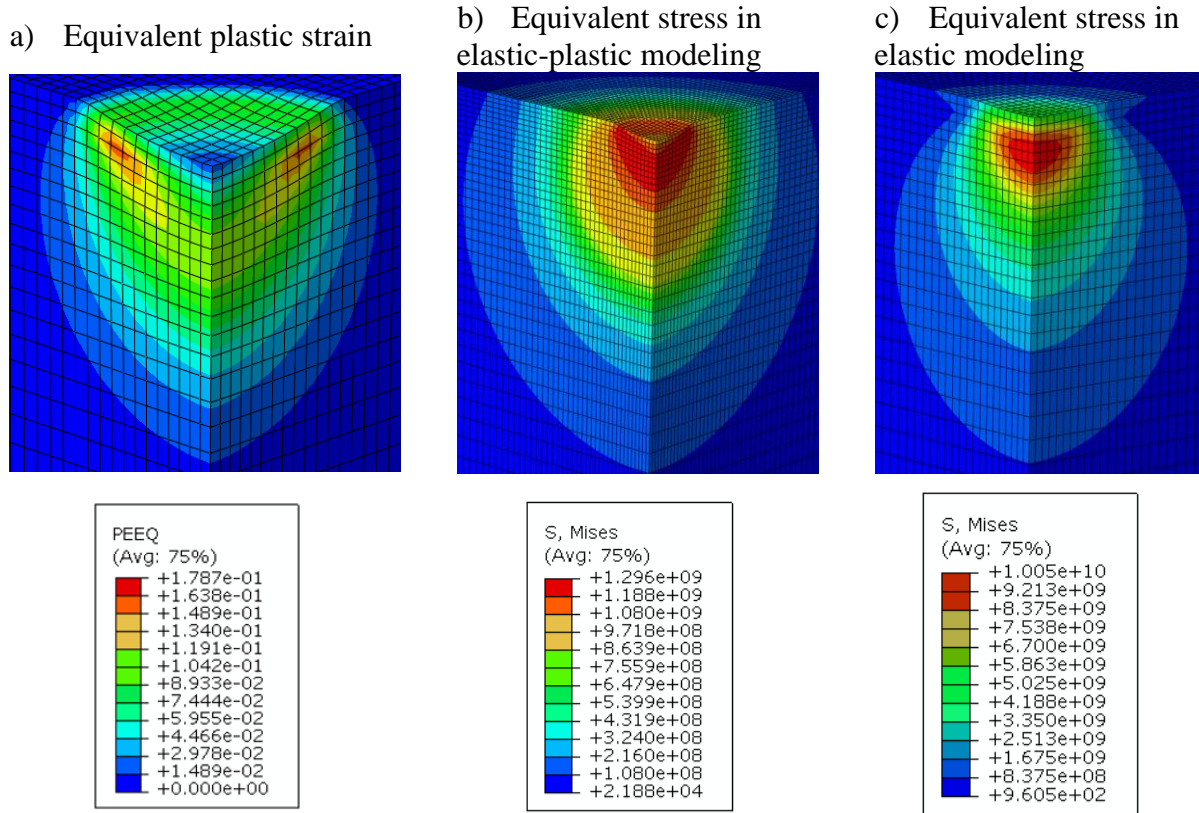 a) Equivalent plastic strain
b) Equivalent stress in
elastic-plastic modeling
c) Equivalent stress in
elastic modeling
PEEQ
(Avg: 75%)
+1.787e-01
+1.638e-01
+1.489e-01
+1.340e-01
+1.191e-01
+1.042e-01
+8.933e-02
+7.444e-02
+5.955e-02
+4.466e-02
+2.978e-02
+1.489e-02
+0.000e+00
S, Mises
(Avg: 75%)
+1.296e+09
+1.188e+09
+1.080e+09
+9.718e+08
+8.639e+08
+7.559e+08
+6.479e+08
+5.399e+08
+4.319e+08
+3.240e+08
+2.160e+08
+1.080e+08
+2.188e+04
S, Mises
(Avg: 75%)
+1.005e+10
+9.213e+09
+8.375e+09
+7.538e+09
+6.700e+09
+5.863e+09
+5.025e+09
+4.188e+09
+3.350e+09
+2.513e+09
+1.675e+09
+8.375e+08
+9.605e+02